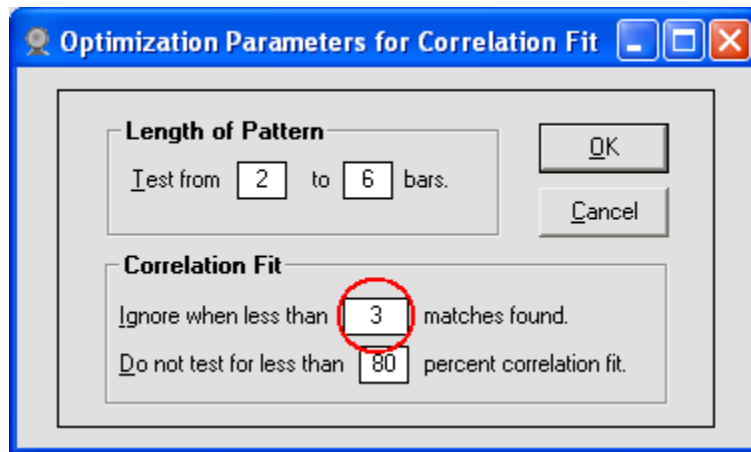 Optimization Parameters for Correlation Fit
Length of Pattern
Test from 2 to 6 bars.
OK
Cancel
Correlation Fit
Ignore when less than 3 matches found.
Do not test for less than 80 percent correlation fit.